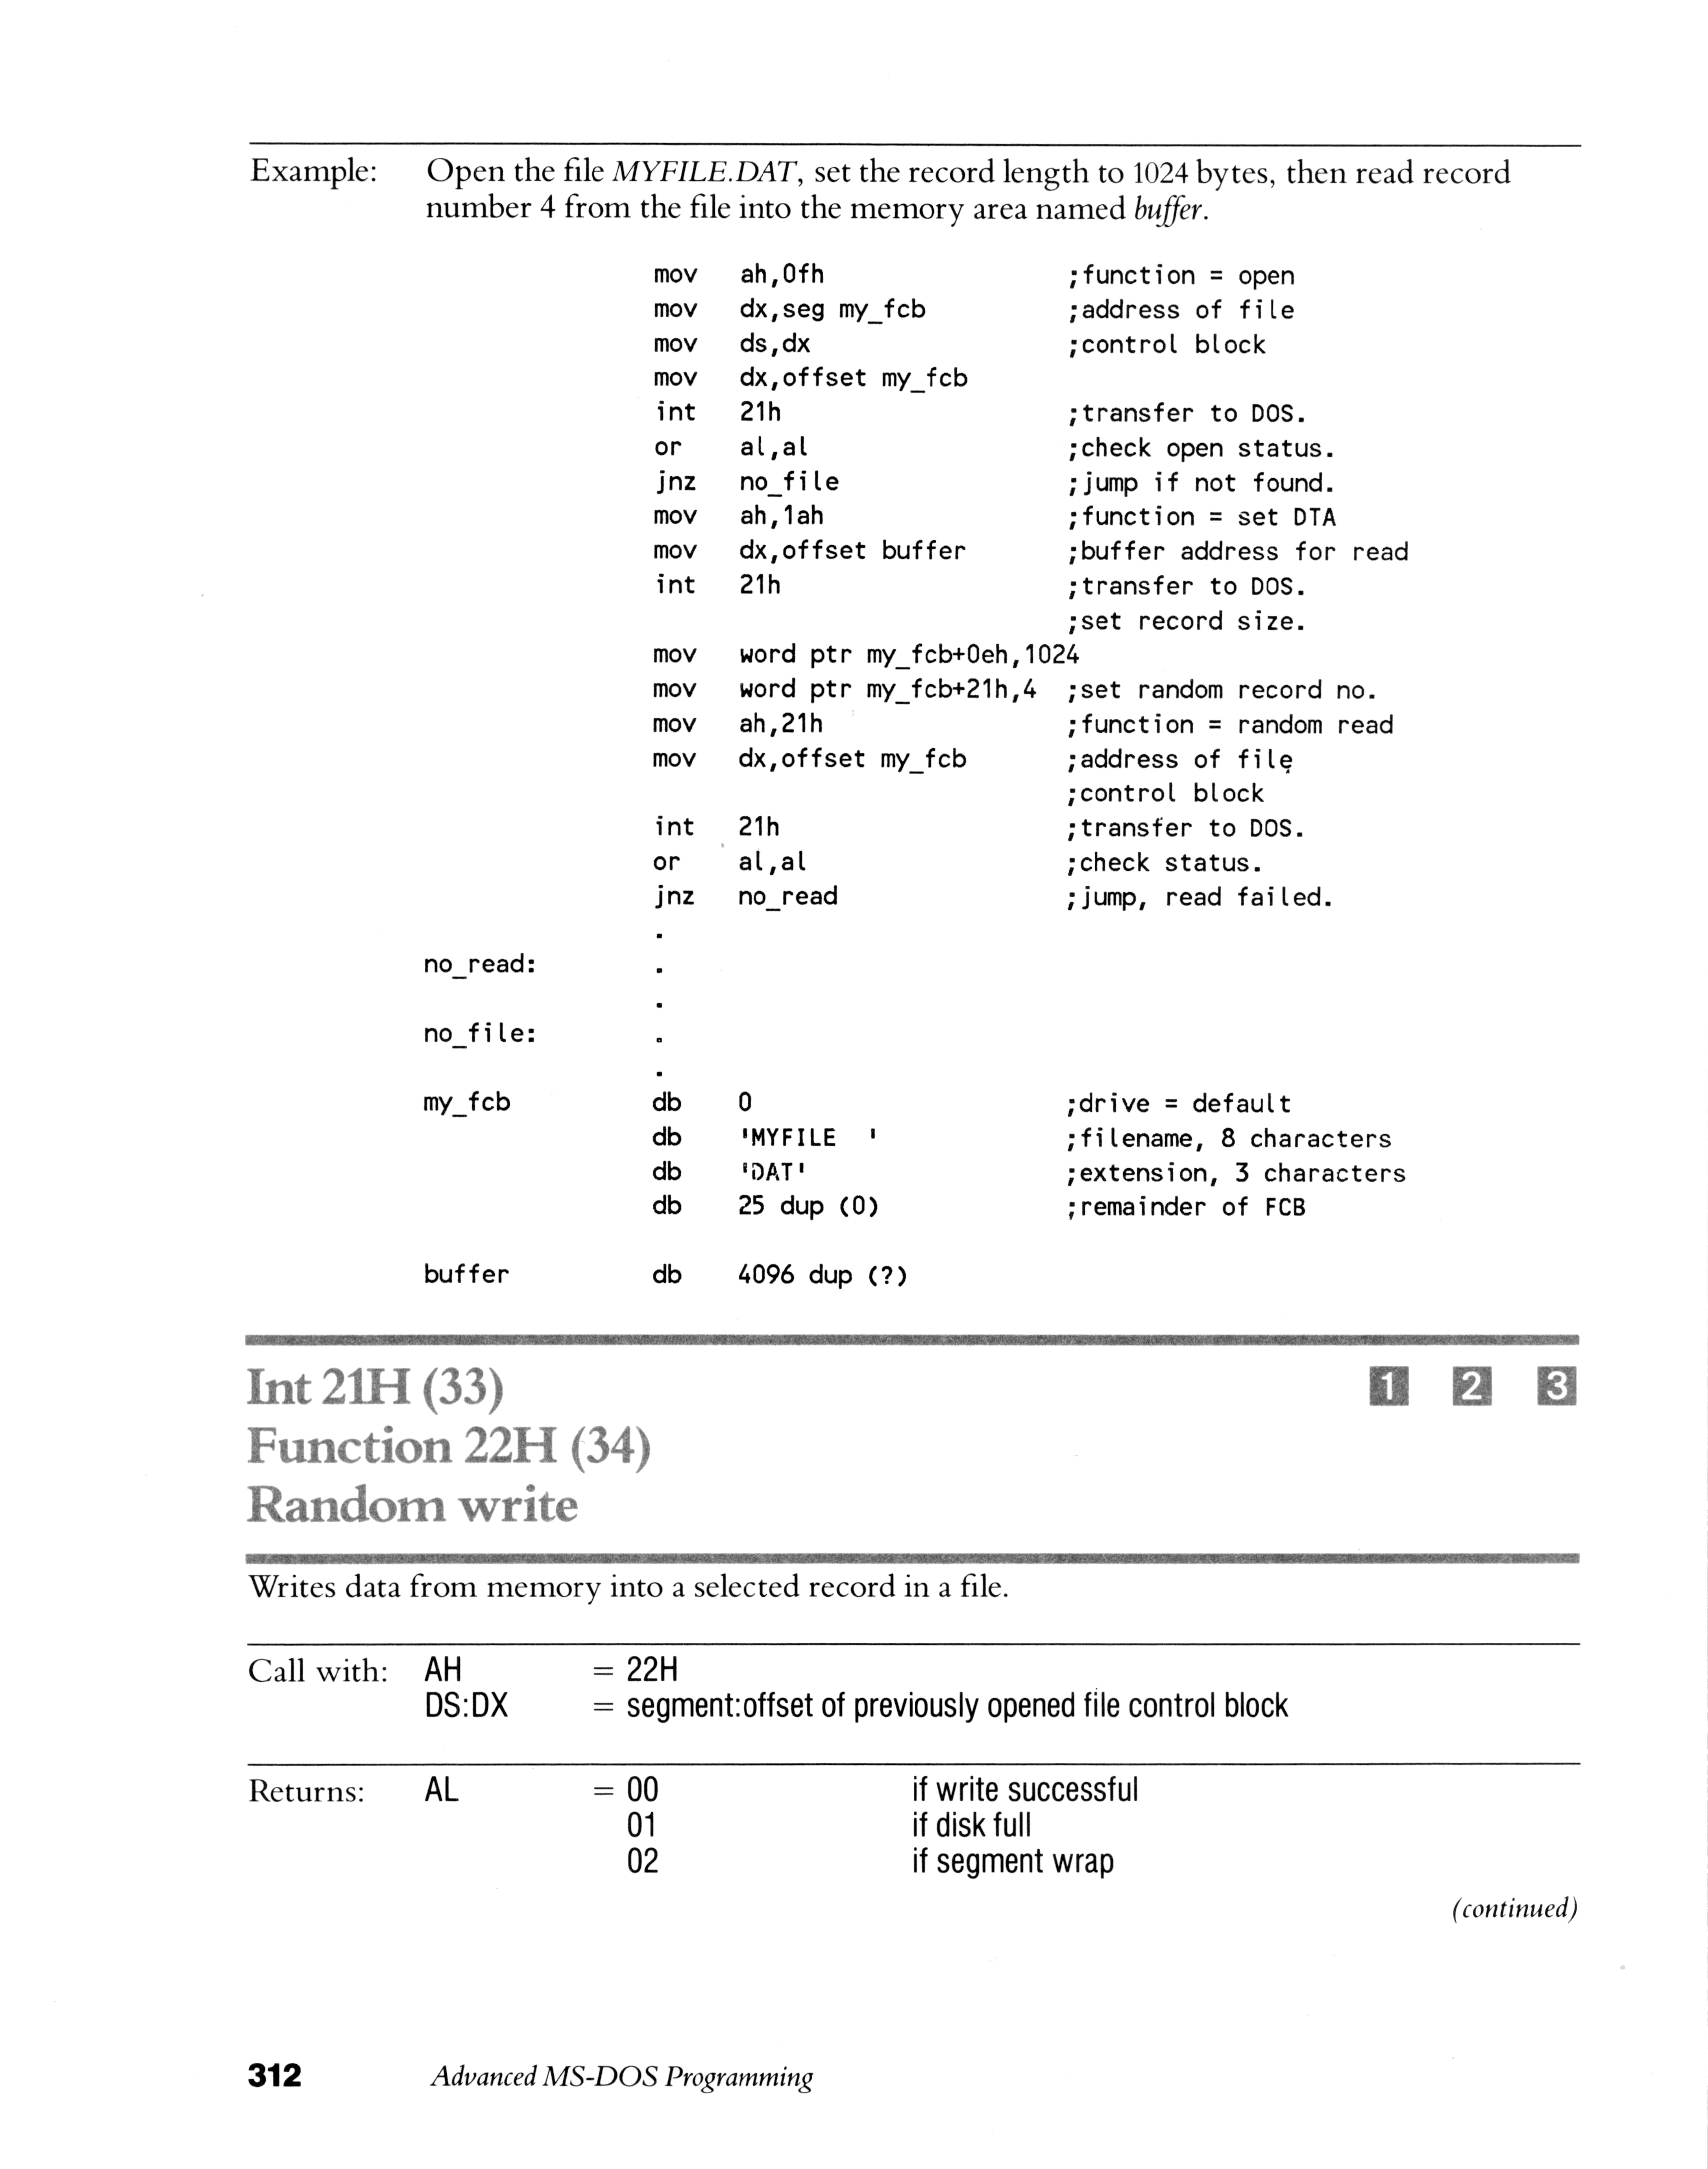 Example: Open the file MYFILE.DAT, set the record length to 1024 bytes, then read record
number 4 from the file into the memory area named buffer.
mov ah,0fh ;function = open
mov dx,seg my_fcb ;address of file
mov ds,dx ;control block
mov dx,offset my_fcb
int 21h ;transfer to DOS.
or al,al ;check open status.
jnz no_file ;jump if not found.
mov ah,1ah ;function = set DTA
mov dx,offset buffer ;buffer address for read
int 21h ;transfer to DOS.
;set record size.
mov word ptr my_fcb+0eh,1024
mov word ptr my_fcb+21h,4 ;set random record no.
mov ah,21h ;function = random read
mov dx,offset my_fcb ;address of file
;control block
int 21h ;transfer to DOS.
or al,al ;check status.
jnz no_read ;jump, read failed.
.
no_read: .
.
no_file: .
.
my_fcb db 0 ;drive = default
db 'MYFILE  ' ;filename, 8 characters
db 'DAT' ;extension, 3 characters
db 25 dup (0) ;remainder of FCB
buffer db 4096 dup (?)
Int 21H (33) 1 2 3
Function 22H (34)
Random write
Writes data from memory into a selected record in a file.
Call with: AH = 22H
DS:DX = segment:offset of previously opened file control block
Returns: AL = 00 if write successful
01 if disk full
02 if segment wrap
(continued)
312 Advanced MS-DOS Programming